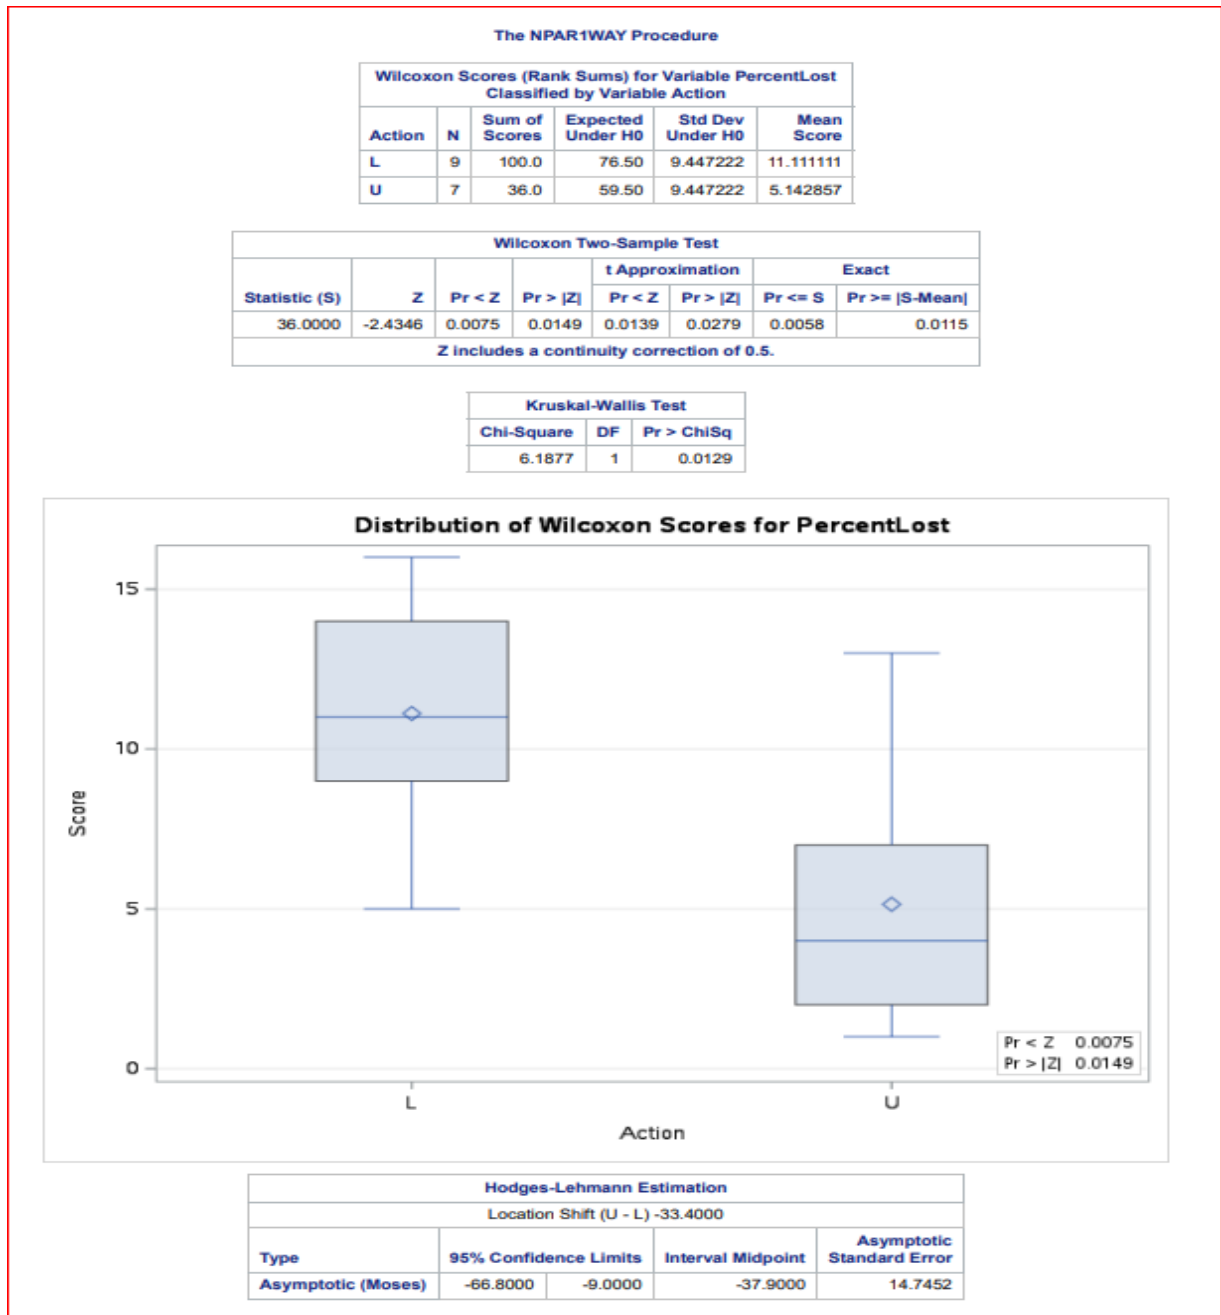 The NPAR1WAY Procedure
Wilcoxon Scores (Rank Sums) for Variable PercentLost
Classified by Variable Action
Action N Sum of Scores Expected Under H0 Std Dev Under H0 Mean Score
L 9 100.0 76.50 9.447222 11.111111
U 7 36.0 59.50 9.447222 5.142857
Wilcoxon Two-Sample Test
t Approximation Exact
Statistic (S) Z Pr < Z Pr > |Z| Pr < Z Pr > |Z| Pr <= S Pr >= |S-Mean|
36.0000 -2.4346 0.0075 0.0149 0.0139 0.0279 0.0058 0.0115
Z includes a continuity correction of 0.5.
Kruskal-Wallis Test
Chi-Square DF Pr > ChiSq
6.1877 1 0.0129
Distribution of Wilcoxon Scores for PercentLost
15
10
5
0
Score
Pr < Z 0.0075
Pr > |Z| 0.0149
L U
Action
Hodges-Lehmann Estimation
Location Shift (U - L) -33.4000
Type 95% Confidence Limits Interval Midpoint Asymptotic Standard Error
Asymptotic (Moses) -66.8000 -9.0000 -37.9000 14.7452